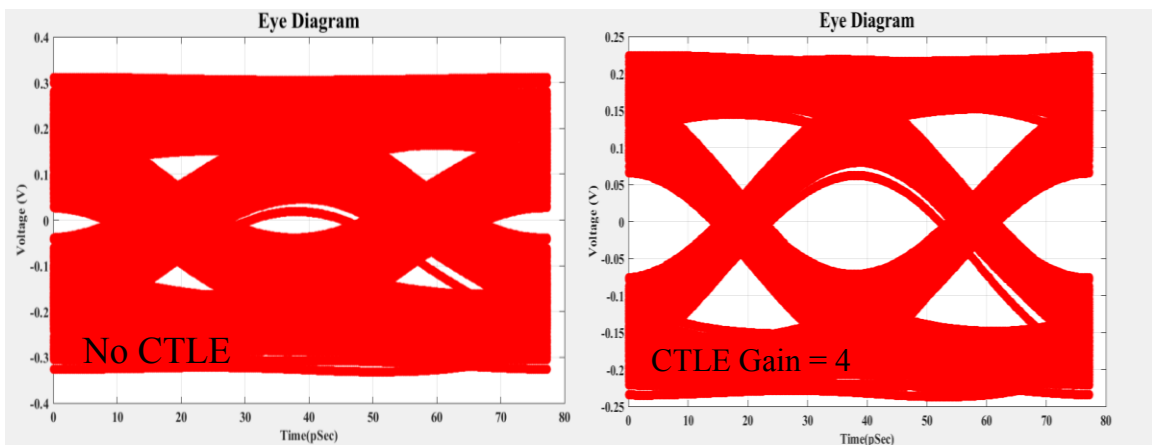 Eye Diagram
0.4
0.3
0.2
0.1
0
-0.1
-0.2
-0.3
-0.4
Voltage (V)
No CTLE
0 10 20 30 40 50 60 70 80
Time(pSec)
Eye Diagram
0.25
0.2
0.15
0.1
0.05
0
-0.05
-0.1
-0.15
-0.2
-0.25
Voltage (V)
CTLE Gain = 4
0 10 20 30 40 50 60 70 80
Time(pSec)